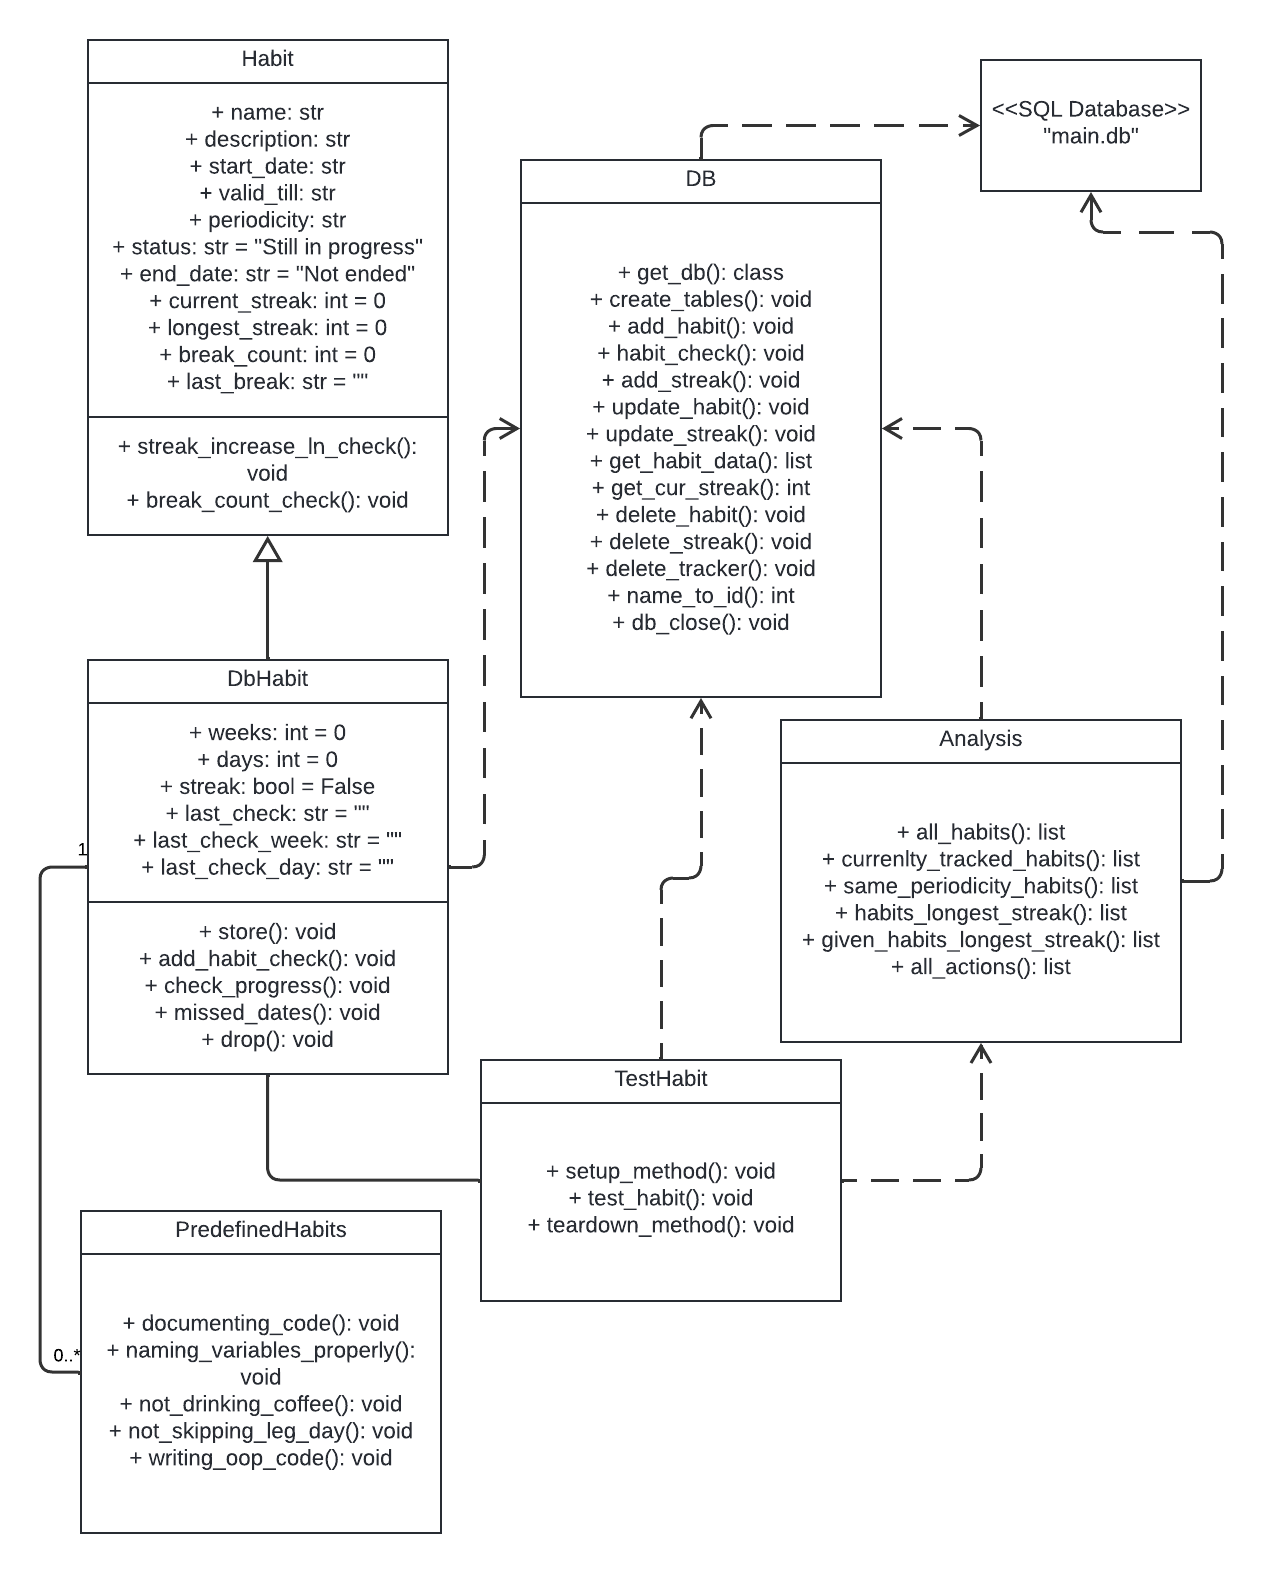 Habit
+ name: str
+ description: str
+ start_date: str
+ valid_till: str
+ periodicity: str
+ status: str = "Still in progress"
+ end_date: str = "Not ended"
+ current_streak: int = 0
+ longest_streak: int = 0
+ break_count: int = 0
+ last_break: str = ""
+ streak_increase_ln_check():
void
+ break_count_check(): void
<<SQL Database>>
"main.db"
DB
+ get_db(): class
+ create_tables(): void
+ add_habit(): void
+ habit_check(): void
+ add_streak(): void
+ update_habit(): void
+ update_streak(): void
+ get_habit_data(): list
+ get_cur_streak(): int
+ delete_habit(): void
+ delete_streak(): void
+ delete_tracker(): void
+ name_to_id(): int
+ db_close(): void
DbHabit
+ weeks: int = 0
+ days: int = 0
+ streak: bool = False
+ last_check: str = ""
+ last_check_week: str = ""
+ last_check_day: str = ""
1
+ store(): void
+ add_habit_check(): void
+ check_progress(): void
+ missed_dates(): void
+ drop(): void
Analysis
+ all_habits(): list
+ currenlty_tracked_habits(): list
+ same_periodicity_habits(): list
+ habits_longest_streak(): list
+ given_habits_longest_streak(): list
+ all_actions(): list
TestHabit
+ setup_method(): void
+ test_habit(): void
+ teardown_method(): void
PredefinedHabits
0..*
+ documenting_code(): void
+ naming_variables_properly():
void
+ not_drinking_coffee(): void
+ not_skipping_leg_day(): void
+ writing_oop_code(): void